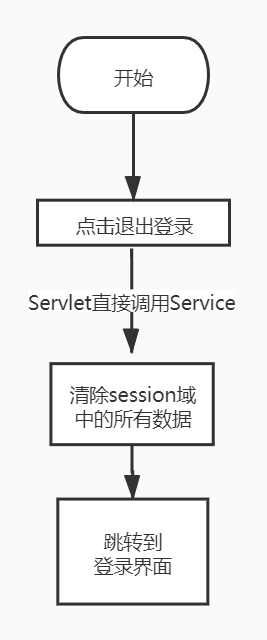 开始
点击退出登录
Servlet直接调用Service
清除session域
中的所有数据
跳转到
登录界面